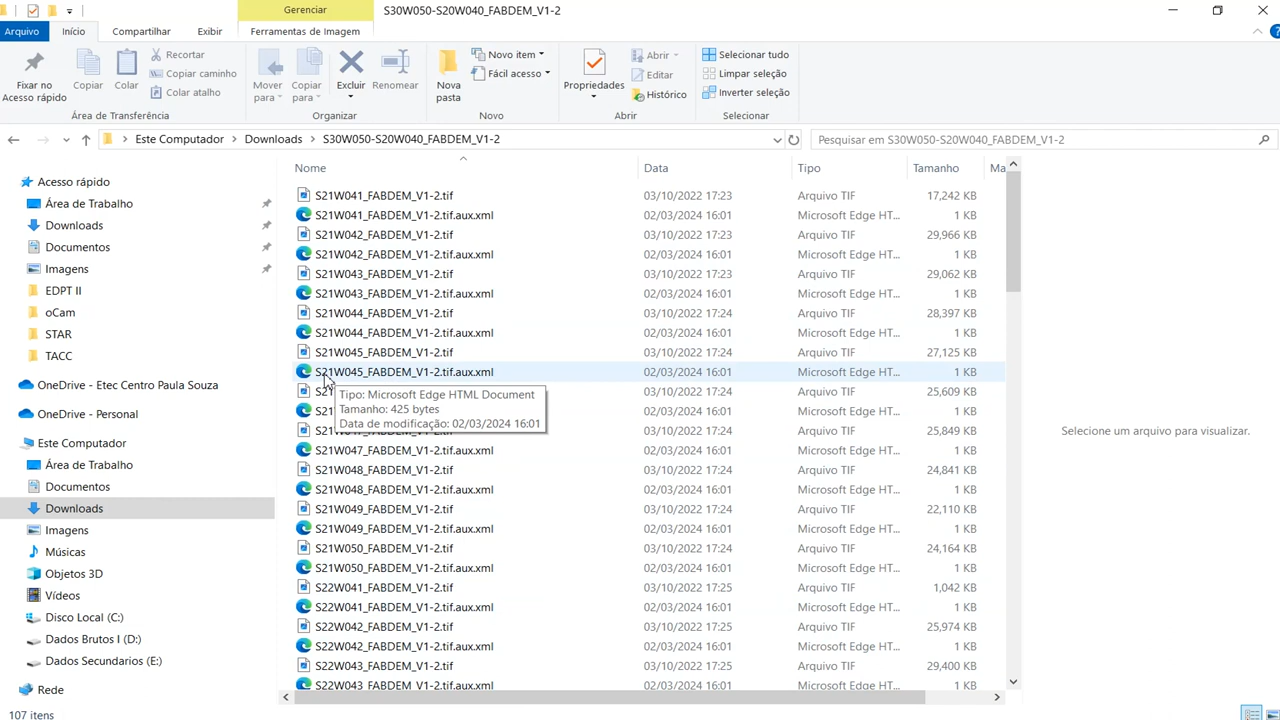 Gerenciar
S30W050-S20W040_FABDEM_V1-2
Arquivo
Início
Compartilhar
Exibir
Ferramentas de Imagem
Fixar no
Acesso rápido
Copiar
Colar
Recortar
Copiar caminho
Colar atalho
Área de Transferência
Mover
para
Copiar
para
Excluir
Renomear
Organizar
Nova
pasta
Novo item
Fácil acesso
Novo
Propriedades
Abrir
Editar
Histórico
Abrir
Selecionar tudo
Limpar seleção
Inverter seleção
Selecionar
Este Computador
Downloads
S30W050-S20W040_FABDEM_V1-2
Pesquisar em S30W050-S20W040_FABDEM_V1-2
Acesso rápido
Área de Trabalho
Downloads
Documentos
Imagens
EDPT II
oCam
STAR
TACC
OneDrive - Etec Centro Paula Souza
OneDrive - Personal
Este Computador
Área de Trabalho
Documentos
Downloads
Imagens
Músicas
Objetos 3D
Vídeos
Disco Local (C:)
Dados Brutos I (D:)
Dados Secundarios (E:)
Rede
Nome Data Tipo Tamanho Ma
S21W041_FABDEM_V1-2.tif 03/10/2022 17:23 Arquivo TIF 17,242 KB
S21W041_FABDEM_V1-2.tif.aux.xml 02/03/2024 16:01 Microsoft Edge HT... 1 KB
S21W042_FABDEM_V1-2.tif 03/10/2022 17:23 Arquivo TIF 29,966 KB
S21W042_FABDEM_V1-2.tif.aux.xml 02/03/2024 16:01 Microsoft Edge HT... 1 KB
S21W043_FABDEM_V1-2.tif 03/10/2022 17:23 Arquivo TIF 29,062 KB
S21W043_FABDEM_V1-2.tif.aux.xml 02/03/2024 16:01 Microsoft Edge HT... 1 KB
S21W044_FABDEM_V1-2.tif 03/10/2022 17:24 Arquivo TIF 28,397 KB
S21W044_FABDEM_V1-2.tif.aux.xml 02/03/2024 16:01 Microsoft Edge HT... 1 KB
S21W045_FABDEM_V1-2.tif 03/10/2022 17:24 Arquivo TIF 27,125 KB
S21W045_FABDEM_V1-2.tif.aux.xml 02/03/2024 16:01 Microsoft Edge HT... 1 KB
S21 03/10/2022 17:24 Arquivo TIF 25,609 KB
S21 02/03/2024 16:01 Microsoft Edge HT... 1 KB
03/10/2022 17:24 Arquivo TIF 25,849 KB
Tipo: Microsoft Edge HTML Document
Tamanho: 425 bytes
Data de modificação: 02/03/2024 16:01
S21W047_FABDEM_V1-2.tif.aux.xml 02/03/2024 16:01 Microsoft Edge HT... 1 KB
S21W048_FABDEM_V1-2.tif 03/10/2022 17:24 Arquivo TIF 24,841 KB
S21W048_FABDEM_V1-2.tif.aux.xml 02/03/2024 16:01 Microsoft Edge HT... 1 KB
S21W049_FABDEM_V1-2.tif 03/10/2022 17:24 Arquivo TIF 22,110 KB
S21W049_FABDEM_V1-2.tif.aux.xml 02/03/2024 16:01 Microsoft Edge HT... 1 KB
S21W050_FABDEM_V1-2.tif 03/10/2022 17:24 Arquivo TIF 24,164 KB
S21W050_FABDEM_V1-2.tif.aux.xml 02/03/2024 16:01 Microsoft Edge HT... 1 KB
S22W041_FABDEM_V1-2.tif 03/10/2022 17:25 Arquivo TIF 1,042 KB
S22W041_FABDEM_V1-2.tif.aux.xml 02/03/2024 16:01 Microsoft Edge HT... 1 KB
S22W042_FABDEM_V1-2.tif 03/10/2022 17:25 Arquivo TIF 25,974 KB
S22W042_FABDEM_V1-2.tif.aux.xml 02/03/2024 16:01 Microsoft Edge HT... 1 KB
S22W043_FABDEM_V1-2.tif 03/10/2022 17:25 Arquivo TIF 29,400 KB
S22W043_FABDEM_V1-2.tif.aux.xml 02/03/2024 16:01 Microsoft Edge HT... 1 KB
Selecione um arquivo para visualizar.
107 itens